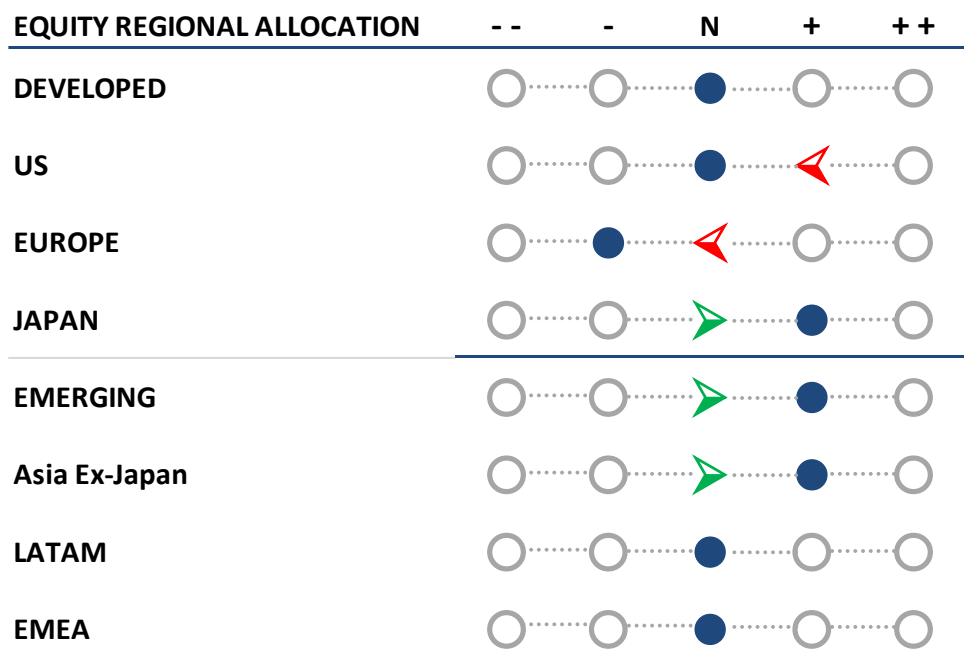 EQUITY REGIONAL ALLOCATION - - - N + + +
DEVELOPED
US
EUROPE
JAPAN
EMERGING
Asia Ex-Japan
LATAM
EMEA